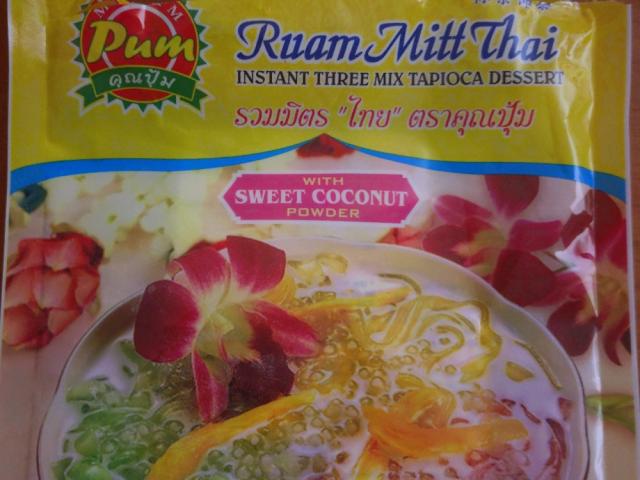 Pum
คุณปุ้ม
Ruam Mitt Thai
INSTANT THREE MIX TAPIOCA DESSERT
รวมมิตร "ไทย" ตราคุณปุ้ม
WITH
SWEET COCONUT
POWDER